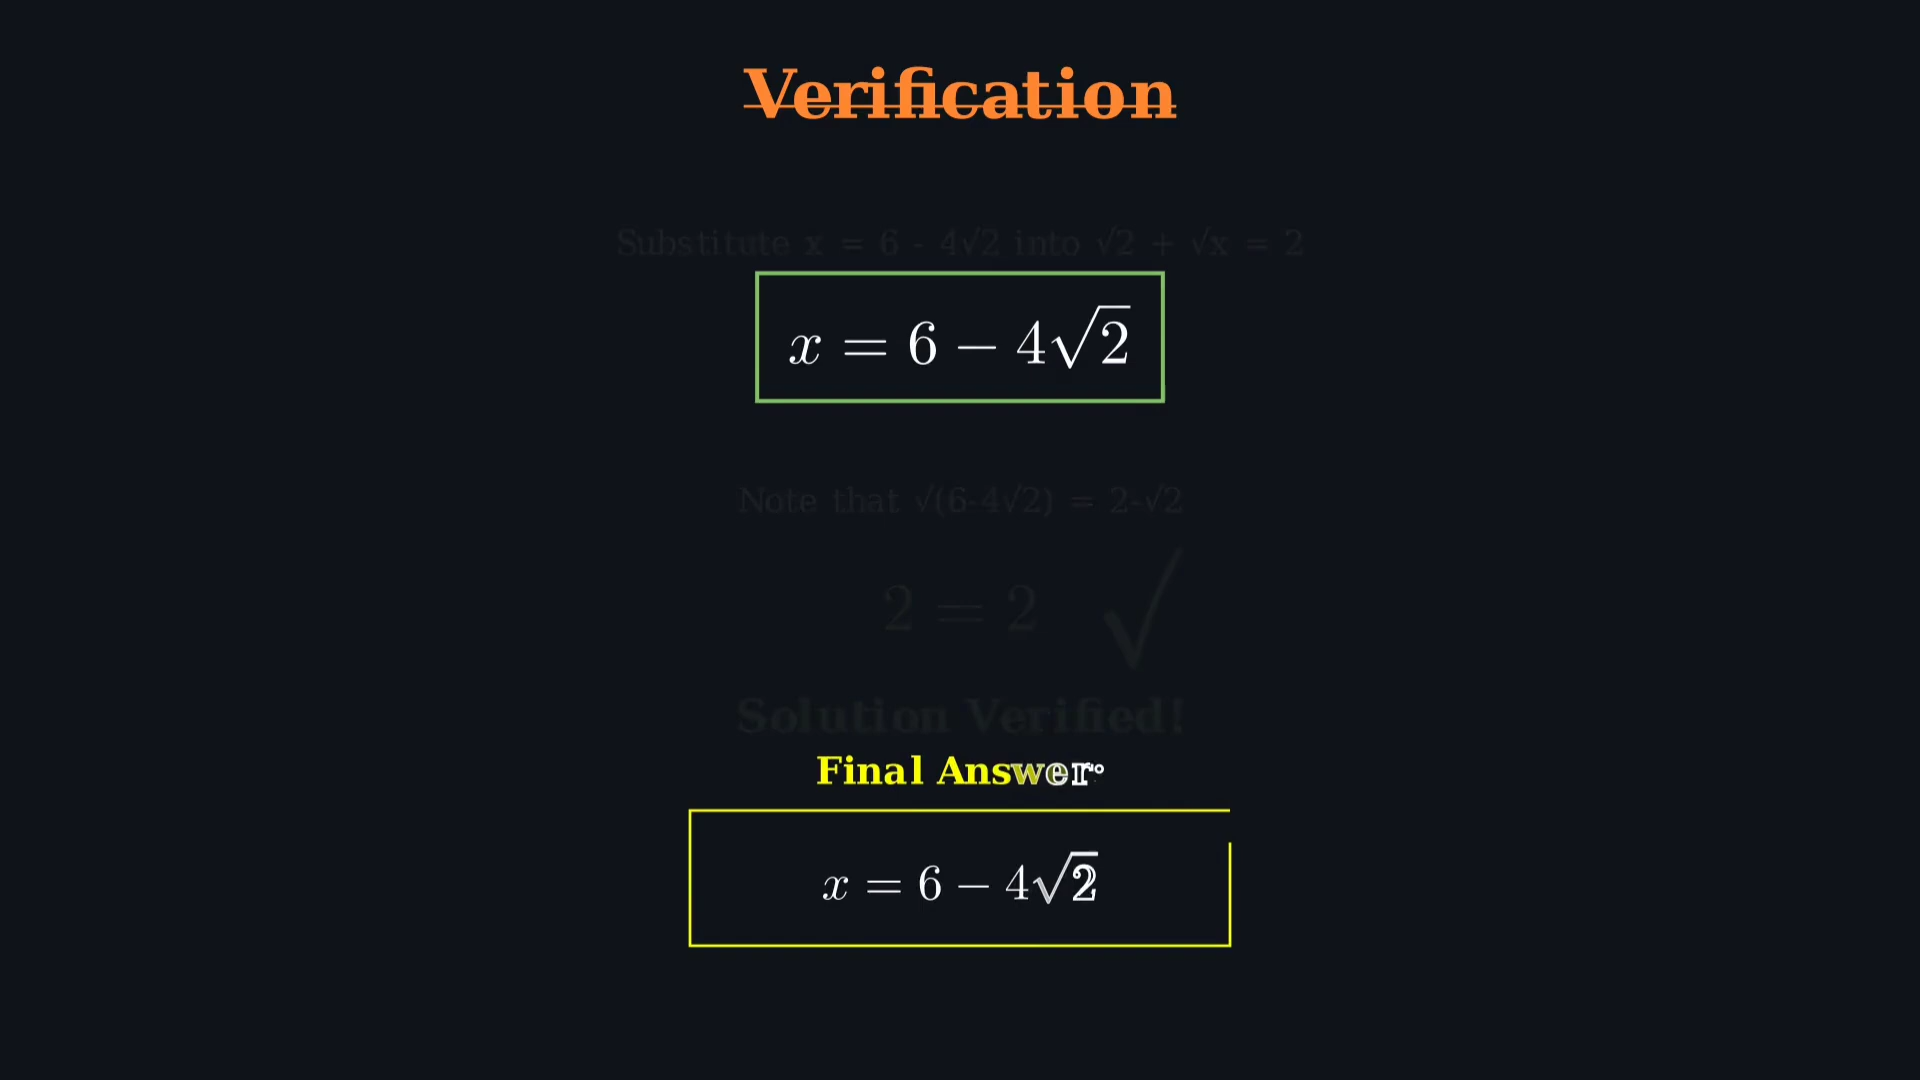 Verification
Substitute x = 6 - 4√2 into √2 + √x = 2
x = 6 − 4√2
Note that √(6-4√2) = 2-√2
2 = 2 √
Solution Verified!
Final Answer:
x = 6 − 4√2